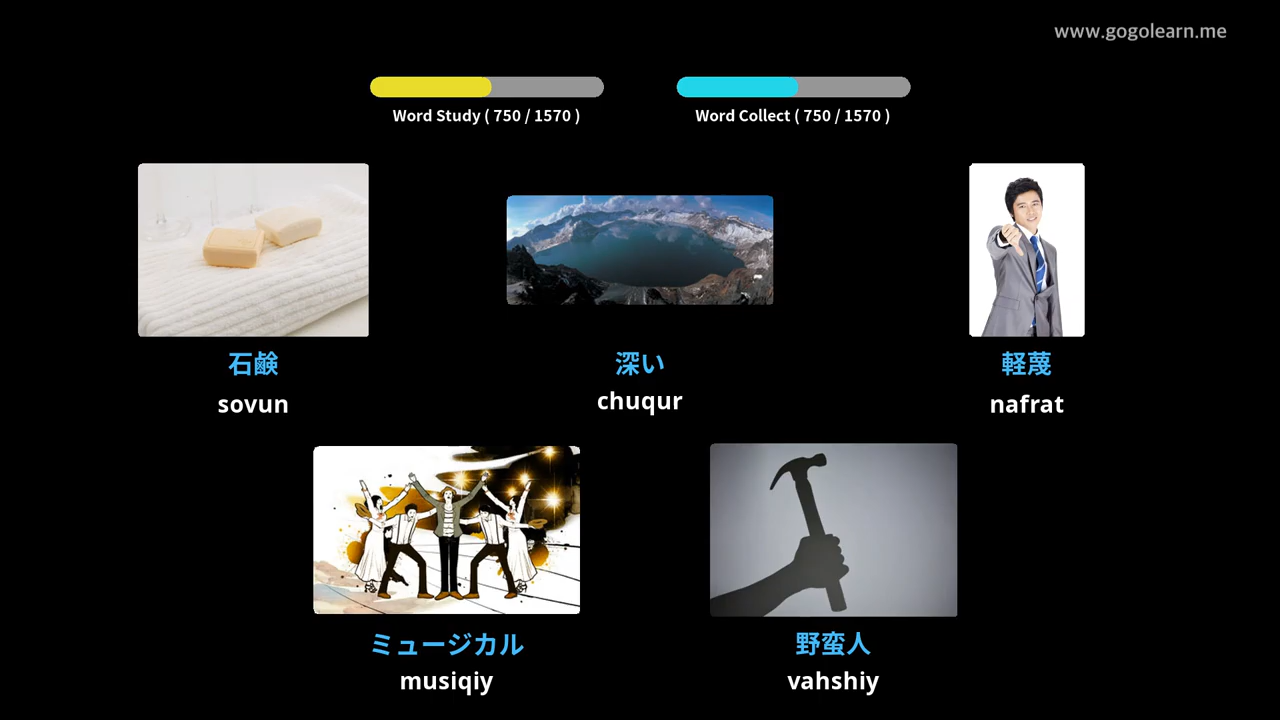 www.gogolearn.me
Word Study ( 750 / 1570 )
Word Collect ( 750 / 1570 )
石鹸
sovun
深い
chuqur
軽蔑
nafrat
ミュージカル
musiqiy
野蛮人
vahshiy